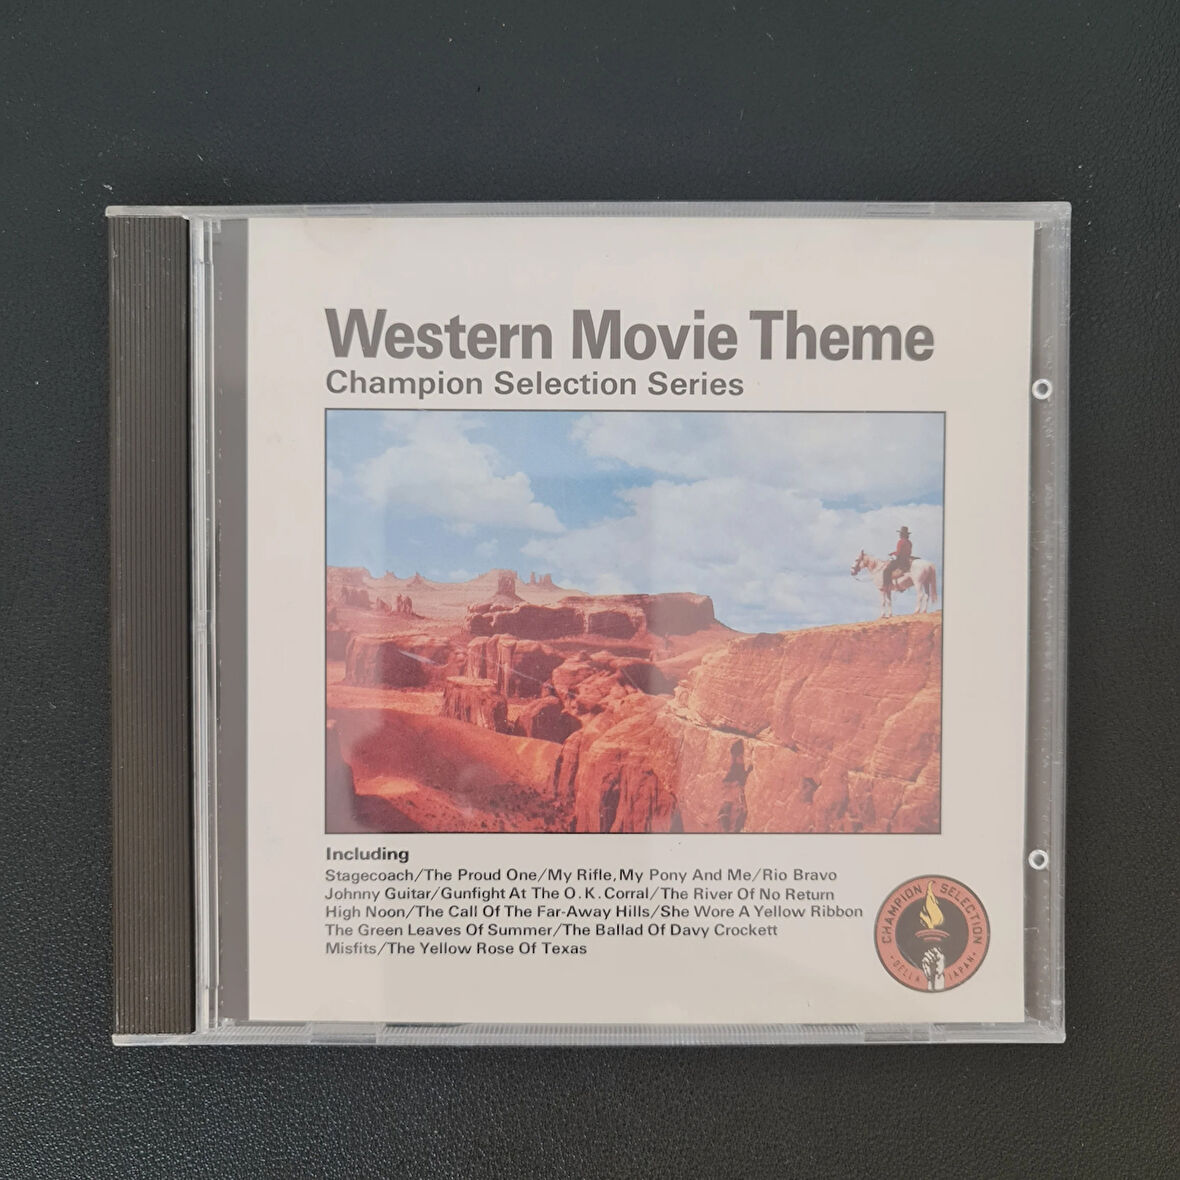 Western Movie Theme
Champion Selection Series
Including
Stagecoach/The Proud One/My Rifle, My Pony And Me/Rio Bravo
Johnny Guitar/Gunfight At The O.K. Corral/The River Of No Return
High Noon/The Call Of The Far-Away Hills/She Wore A Yellow Ribbon
The Green Leaves Of Summer/The Ballad Of Davy Crockett
Misfits/The Yellow Rose Of Texas
CHAMPION SELECTION
DELLA JAPAN